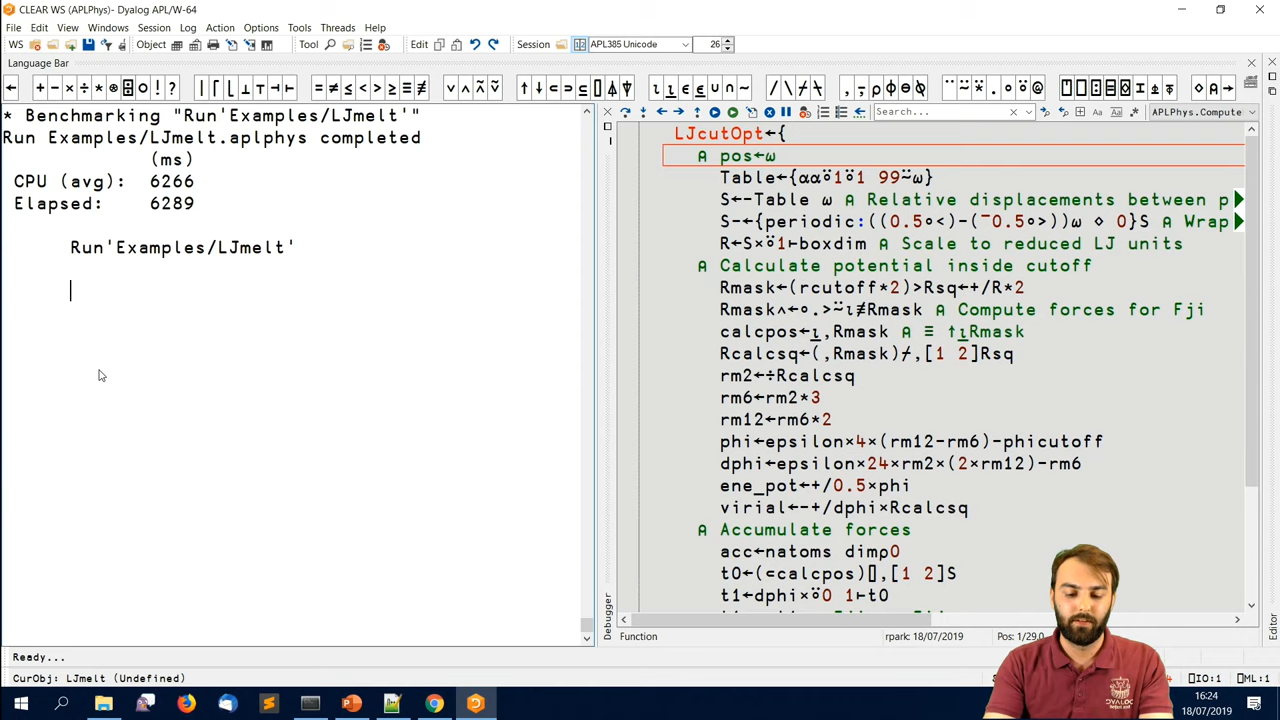 CLEAR WS (APLPhys) - Dyalog APL/W-64
File Edit View Windows Session Log Action Options Tools Threads Help
WS Object Tool Edit Session APL385 Unicode 26
Language Bar
* Benchmarking "Run'Examples/LJmelt'"
Run Examples/LJmelt.aplphys completed
(ms)
CPU (avg): 6266
Elapsed: 6289
Run'Examples/LJmelt'
Search...
APLPhys.Compute
LJcutOpt←{
⍝ pos←⍵
Table←{⍺⍺⍤1⍤1 99⍨⍵}
S←-Table ⍵ ⍝ Relative displacements between p
S-←{periodic:((0.5∘<)-(¯0.5∘>))⍵ ⋄ 0}S ⍝ Wrap
R←S×⍤1⊢boxdim ⍝ Scale to reduced LJ units
⍝ Calculate potential inside cutoff
Rmask←(rcutoff*2)>Rsq←+/R*2
Rmask∧←∘.>⍨⍳≢Rmask ⍝ Compute forces for Fji
calcpos←⍸,Rmask ⍝ ≡ ↑⍸Rmask
Rcalcsq←(,Rmask)⌿,[1 2]Rsq
rm2←÷Rcalcsq
rm6←rm2*3
rm12←rm6*2
phi←epsilon×4×(rm12-rm6)-phicutoff
dphi←epsilon×24×rm2×(2×rm12)-rm6
ene_pot←+/0.5×phi
virial←-+/dphi×Rcalcsq
⍝ Accumulate forces
acc←natoms dim⍴0
t0←(⊂calcpos)⌷,[1 2]S
t1←dphi×⍤0 1⊢t0
Debugger
Editor
Function
rpark: 18/07/2019
Pos: 1/29,0
Ready...
CurObj: LJmelt (Undefined)
⎕IO:1
⎕ML:1
DYALOG
16:24
18/07/2019